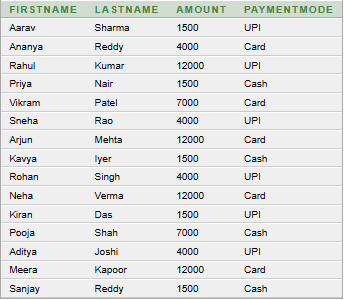 FIRSTNAME LASTNAME AMOUNT PAYMENTMODE
Aarav Sharma 1500 UPI
Ananya Reddy 4000 Card
Rahul Kumar 12000 UPI
Priya Nair 1500 Cash
Vikram Patel 7000 Card
Sneha Rao 4000 UPI
Arjun Mehta 12000 Card
Kavya Iyer 1500 Cash
Rohan Singh 4000 UPI
Neha Verma 12000 Card
Kiran Das 1500 UPI
Pooja Shah 7000 Cash
Aditya Joshi 4000 UPI
Meera Kapoor 12000 Card
Sanjay Reddy 1500 Cash